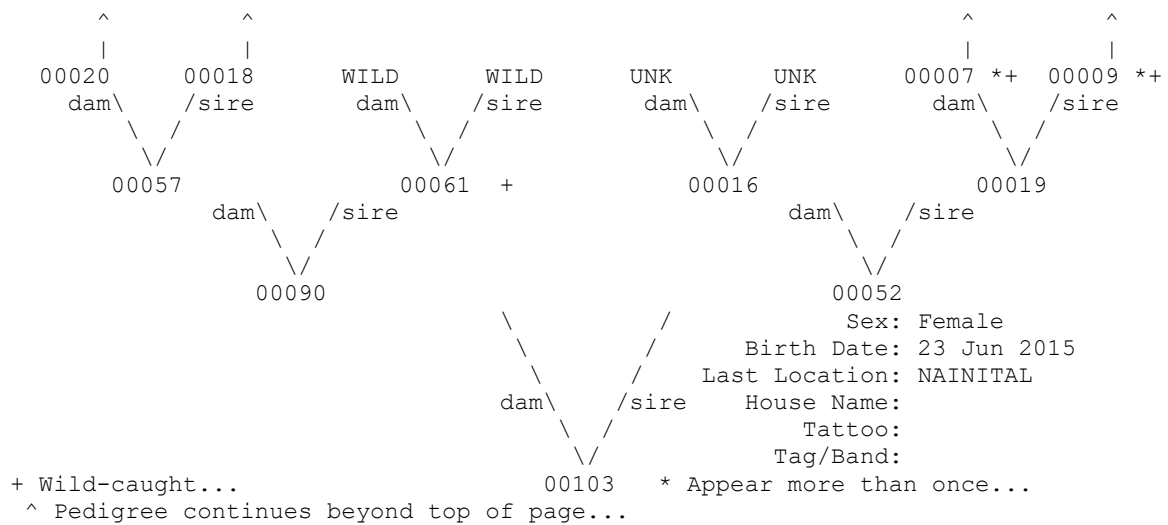 ^         ^                                                 ^         ^
       |         |                                                 |         |
  00020     00018      WILD      WILD      UNK       UNK      00007 *+  00009 *+
    dam\     /sire      dam\     /sire      dam\     /sire      dam\     /sire
        \   /               \   /               \   /               \   /
         \/                  \/                  \/                  \/
       00057               00061  +            00016               00019
              dam\     /sire                          dam\     /sire
                  \   /                                   \   /
                   \/                                      \/
                 00090                                   00052
                                  \          /            Sex: Female
                                   \        /      Birth Date: 23 Jun 2015
                                    \      /    Last Location: NAINITAL
                                  dam\    /sire    House Name:
                                      \  /             Tattoo:
                                       \/            Tag/Band:
+ Wild-caught...                     00103   * Appear more than once...
 ^ Pedigree continues beyond top of page...